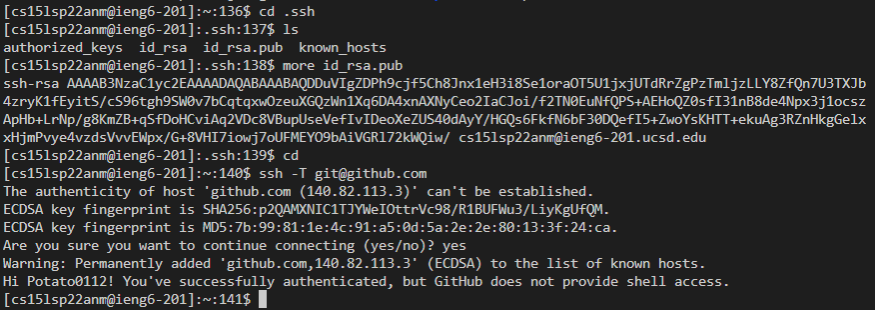 [cs15lsp22anm@ieng6-201]:~:136$ cd .ssh
[cs15lsp22anm@ieng6-201]:.ssh:137$ ls
authorized_keys  id_rsa  id_rsa.pub  known_hosts
[cs15lsp22anm@ieng6-201]:.ssh:138$ more id_rsa.pub
ssh-rsa AAAAB3NzaC1yc2EAAAADAQABAAABAQDDuVIgZDPh9cjf5Ch8Jnx1eH3i8Se1oraOT5U1jxjUTdRrZgPzTmljzLLY8ZfQn7U3TXJb
4zryK1fEyitS/cS96tgh9SW0v7bCqtqxwOzeuXGQzWn1Xq6DA4xnAXNyCeo2IaCJoi/f2TN0EuNfQPS+AEHoQZ0sfI31nB8de4Npx3j1ocsz
ApHb+LrNp/g8KmZB+qSfDoHCviAq2VDc8VBupUseVefIvIDeoXeZUS40dAyY/HGQs6FkfN6bF30DQefI5+ZwoYsKHTT+ekuAg3RZnHkgGelx
xHjmPvye4vzdsVvvEWpx/G+8VHI7iowj7oUFMEYO9bAiVGRl72kWQiw/ cs15lsp22anm@ieng6-201.ucsd.edu
[cs15lsp22anm@ieng6-201]:.ssh:139$ cd
[cs15lsp22anm@ieng6-201]:~:140$ ssh -T git@github.com
The authenticity of host 'github.com (140.82.113.3)' can't be established.
ECDSA key fingerprint is SHA256:p2QAMXNIC1TJYWeIOttrVc98/R1BUFWu3/LiyKgUfQM.
ECDSA key fingerprint is MD5:7b:99:81:1e:4c:91:a5:0d:5a:2e:2e:80:13:3f:24:ca.
Are you sure you want to continue connecting (yes/no)? yes
Warning: Permanently added 'github.com,140.82.113.3' (ECDSA) to the list of known hosts.
Hi Potato0112! You've successfully authenticated, but GitHub does not provide shell access.
[cs15lsp22anm@ieng6-201]:~:141$